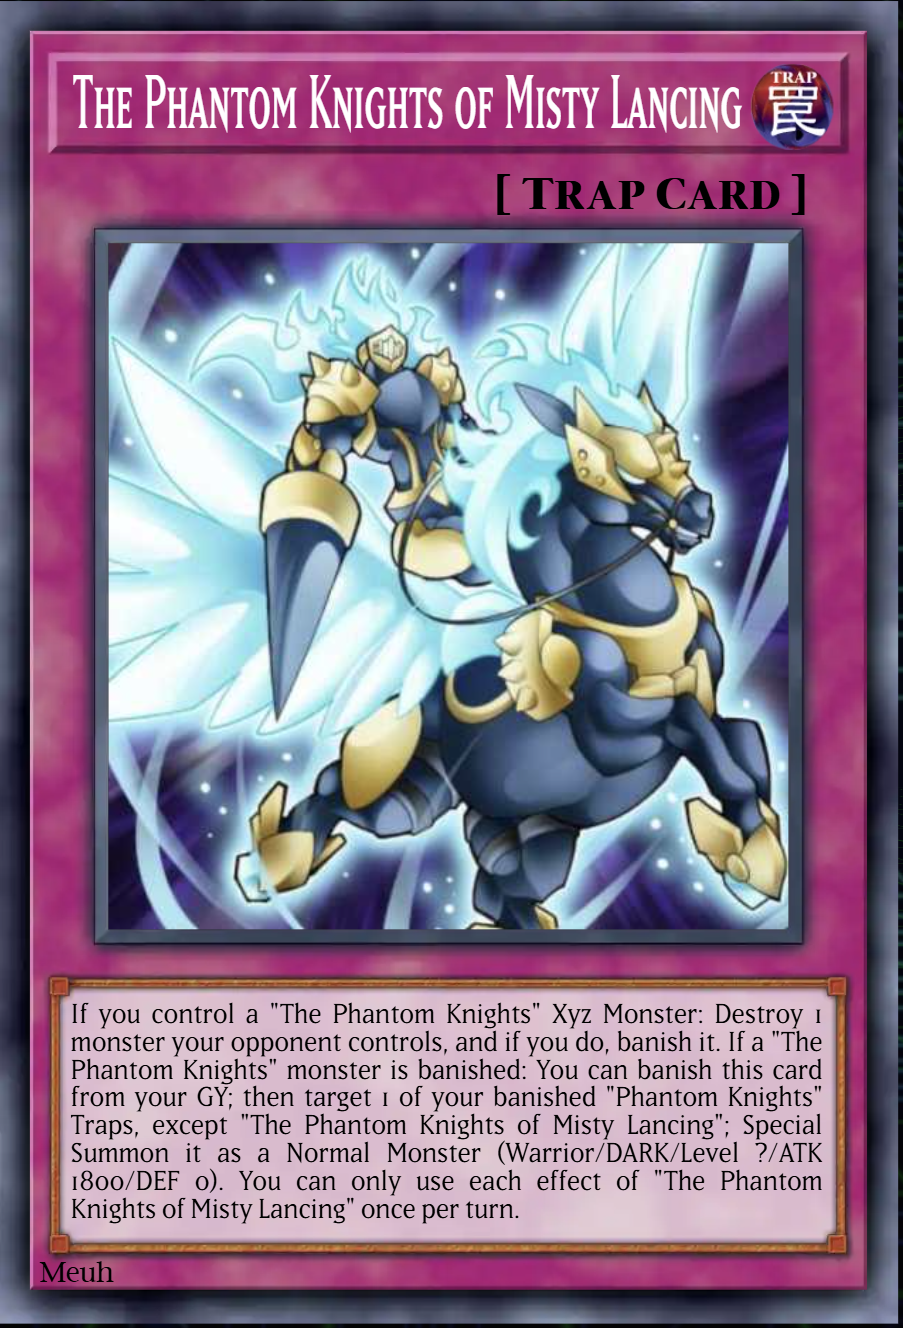 The Phantom Knights of Misty Lancing
TRAP
罠
[ Trap Card ]
If you control a "The Phantom Knights" Xyz Monster: Destroy 1
monster your opponent controls, and if you do, banish it. If a "The
Phantom Knights" monster is banished: You can banish this card
from your GY; then target 1 of your banished "Phantom Knights"
Traps, except "The Phantom Knights of Misty Lancing"; Special
Summon it as a Normal Monster (Warrior/DARK/Level ?/ATK
1800/DEF 0). You can only use each effect of "The Phantom
Knights of Misty Lancing" once per turn.
Meuh